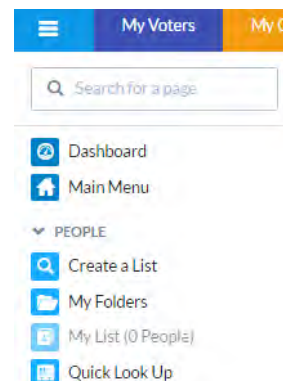 My Voters
My
Search for a page
Dashboard
Main Menu
PEOPLE
Create a List
My Folders
My List (0 People)
Quick Look Up